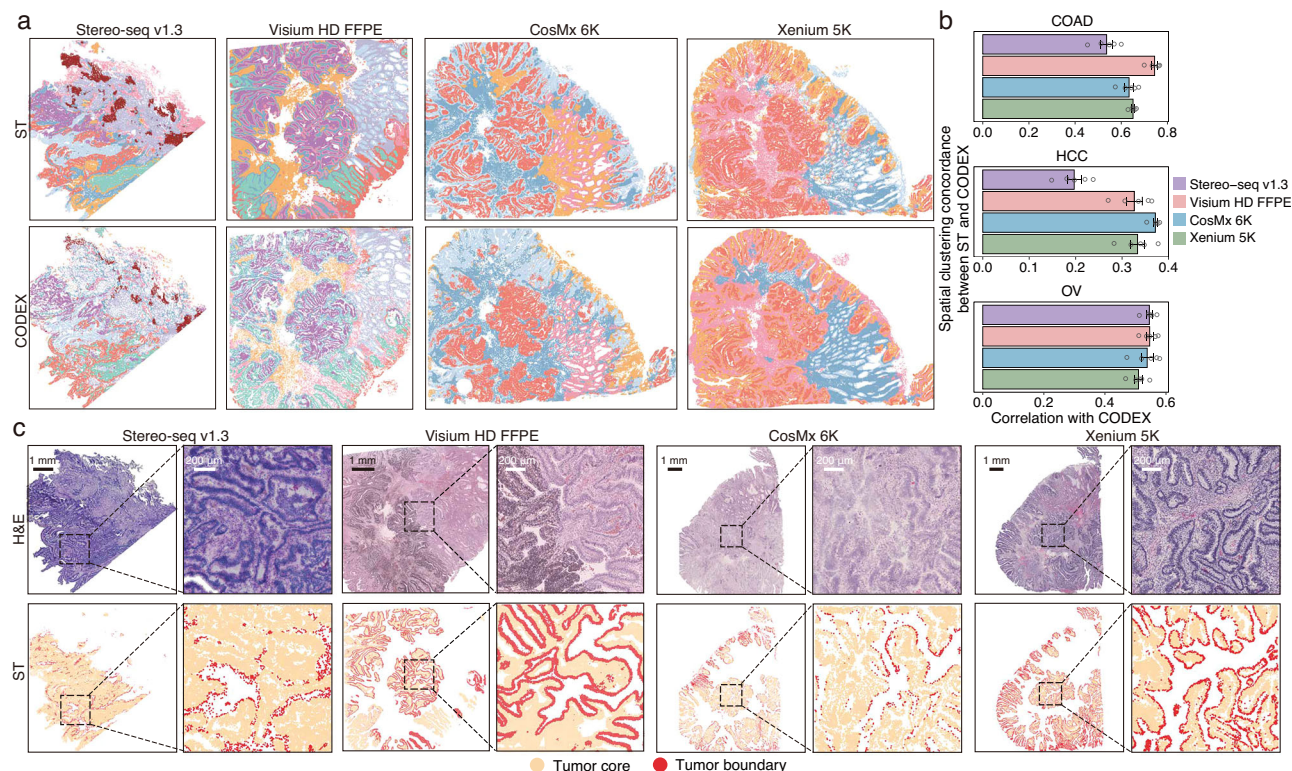 a
Stereo-seq v1.3
Visium HD FFPE
CosMx 6K
Xenium 5K
ST
CODEX
b
Spatial clustering concordance
between ST and CODEX
COAD
0.0 0.2 0.4 0.6 0.8
HCC
0.0 0.1 0.2 0.3 0.4
OV
0.0 0.2 0.4 0.6
Correlation with CODEX
Stereo−seq v1.3
Visium HD FFPE
CosMx 6K
Xenium 5K
c
Stereo-seq v1.3
Visium HD FFPE
CosMx 6K
Xenium 5K
H&E
1 mm
200 μm
1 mm
200 μm
1 mm
200 μm
1 mm
200 μm
ST
Tumor core
Tumor boundary